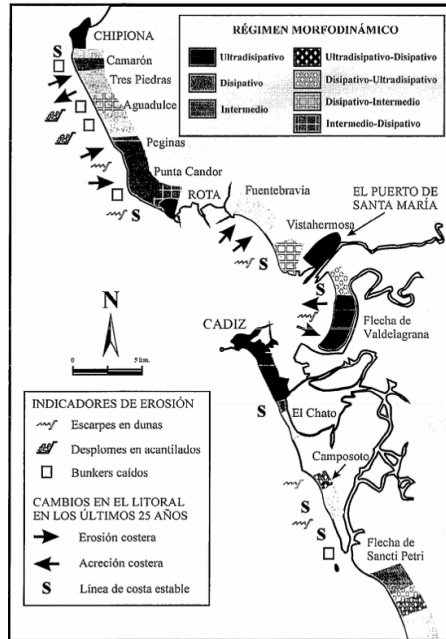 RÉGIMEN MORFODINÁMICO
Ultradisipativo
Ultradisipativo-Disipativo
Disipativo
Disipativo-Ultradisipativo
Disipativo-Intermedio
Intermedio
Intermedio-Disipativo
S
CHIPIONA
Camarón
Tres Piedras
Aguadulce
Peginas
Punta Candor
ROTA
S
Fuentebravía
EL PUERTO DE
SANTA MARÍA
Vistahermosa
S
S
Flecha de
Valdelagrana
N
CADIZ
0
5 km.
S
El Chato
Camposoto
S
S
Flecha de
Sancti Petri
INDICADORES DE EROSIÓN
Escarpes en dunas
Desplomes en acantilados
Bunkers caídos
CAMBIOS EN EL LITORAL
EN LOS ÚLTIMOS 25 AÑOS
Erosión costera
Acreción costera
S Línea de costa estable